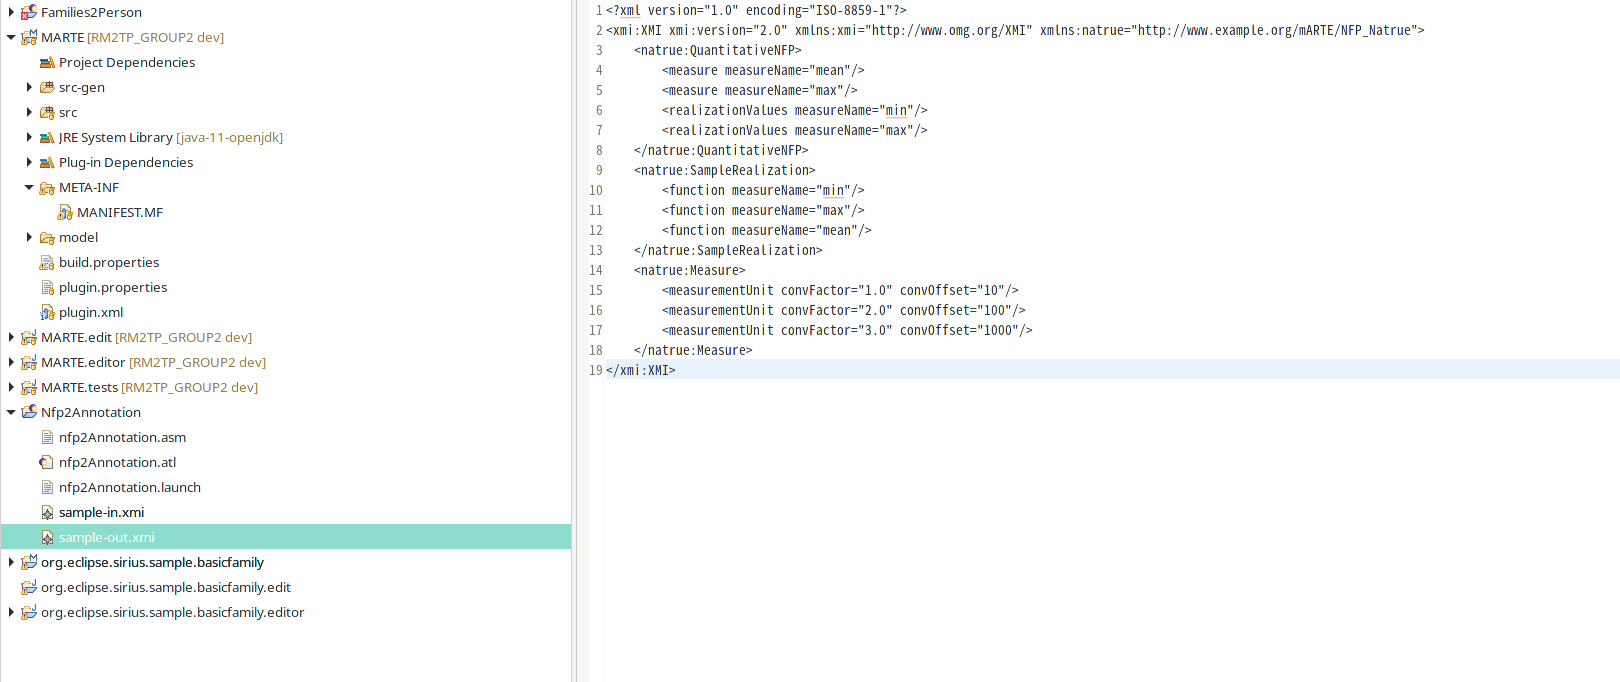 Families2Person
MARTE [RM2TP_GROUP2 dev]
Project Dependencies
src-gen
src
JRE System Library [java-11-openjdk]
Plug-in Dependencies
META-INF
MANIFEST.MF
model
build.properties
plugin.properties
plugin.xml
MARTE.edit [RM2TP_GROUP2 dev]
MARTE.editor [RM2TP_GROUP2 dev]
MARTE.tests [RM2TP_GROUP2 dev]
Nfp2Annotation
nfp2Annotation.asm
nfp2Annotation.atl
nfp2Annotation.launch
sample-in.xmi
sample-out.xmi
org.eclipse.sirius.sample.basicfamily
org.eclipse.sirius.sample.basicfamily.edit
org.eclipse.sirius.sample.basicfamily.editor
1 <?xml version="1.0" encoding="ISO-8859-1"?>
2 <xmi:XMI xmi:version="2.0" xmlns:xmi="http://www.omg.org/XMI" xmlns:natrue="http://www.example.org/mARTE/NFP_Natrue">
3 <natrue:QuantitativeNFP>
4 <measure measureName="mean"/>
5 <measure measureName="max"/>
6 <realizationValues measureName="min"/>
7 <realizationValues measureName="max"/>
8 </natrue:QuantitativeNFP>
9 <natrue:SampleRealization>
10 <function measureName="min"/>
11 <function measureName="max"/>
12 <function measureName="mean"/>
13 </natrue:SampleRealization>
14 <natrue:Measure>
15 <measurementUnit convFactor="1.0" convOffset="10"/>
16 <measurementUnit convFactor="2.0" convOffset="100"/>
17 <measurementUnit convFactor="3.0" convOffset="1000"/>
18 </natrue:Measure>
19 </xmi:XMI>